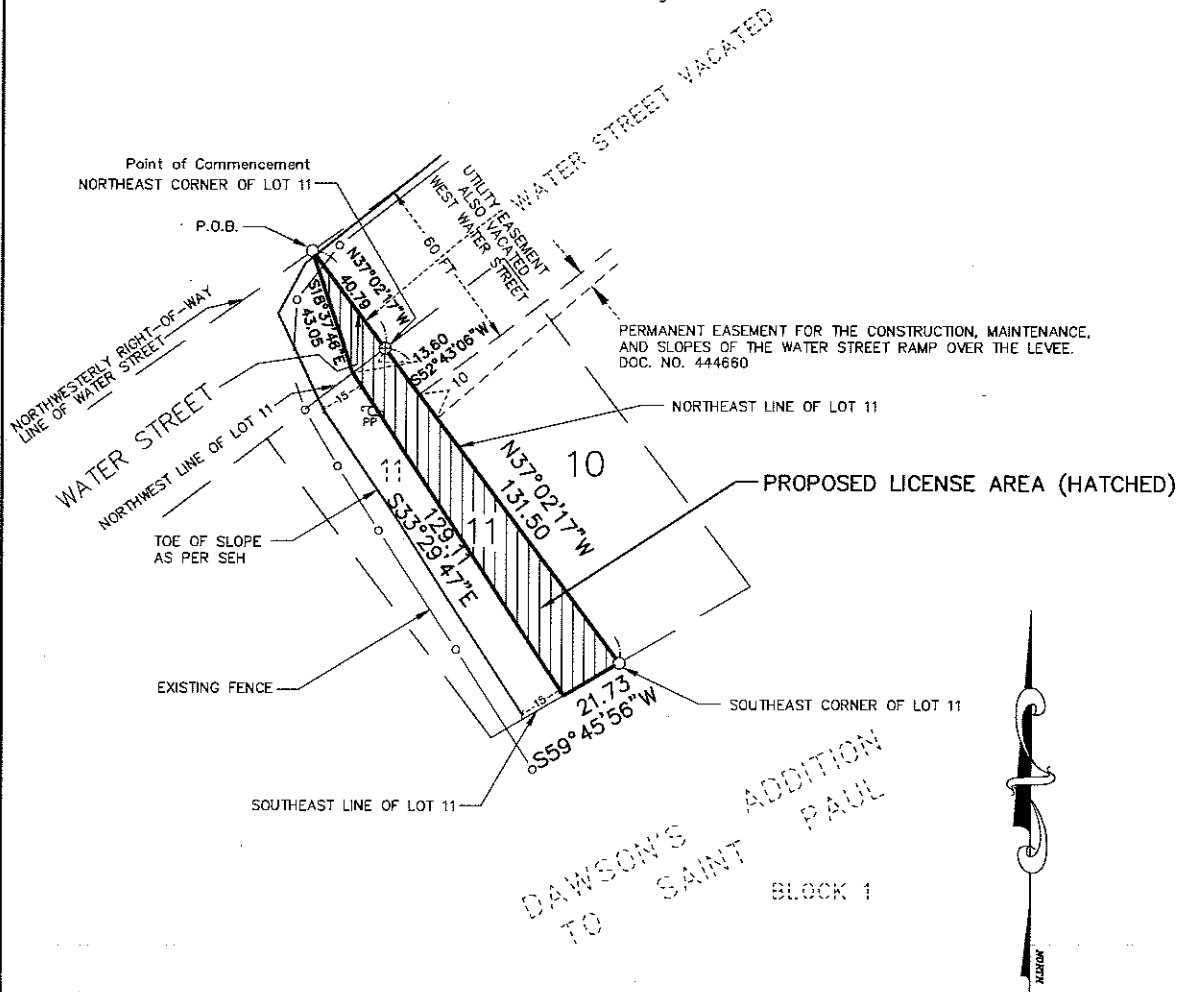 WATER STREET VACATED
Point of Commencement
NORTHEAST CORNER OF LOT 11
P.O.B.
UTILITY EASEMENT
ALSO VACATED
WEST WATER STREET
60 FT
N37°02'17"W
40.79
S18°37'46"E
43.05
13.60
S52°43'06"W
10
NORTHWESTERLY RIGHT-OF-WAY
LINE OF WATER STREET
PERMANENT EASEMENT FOR THE CONSTRUCTION, MAINTENANCE,
AND SLOPES OF THE WATER STREET RAMP OVER THE LEVEE.
DOC. NO. 444660
NORTHEAST LINE OF LOT 11
WATER STREET
NORTHWEST LINE OF LOT 11
15
PP
11
10
N37°02'17"W
131.50
PROPOSED LICENSE AREA (HATCHED)
11
129.11
S33°29'47"E
TOE OF SLOPE
AS PER SEH
EXISTING FENCE
15
21.73
S59°45'56"W
SOUTHEAST CORNER OF LOT 11
SOUTHEAST LINE OF LOT 11
DAWSON'S ADDITION
TO SAINT PAUL
BLOCK 1
NORTH